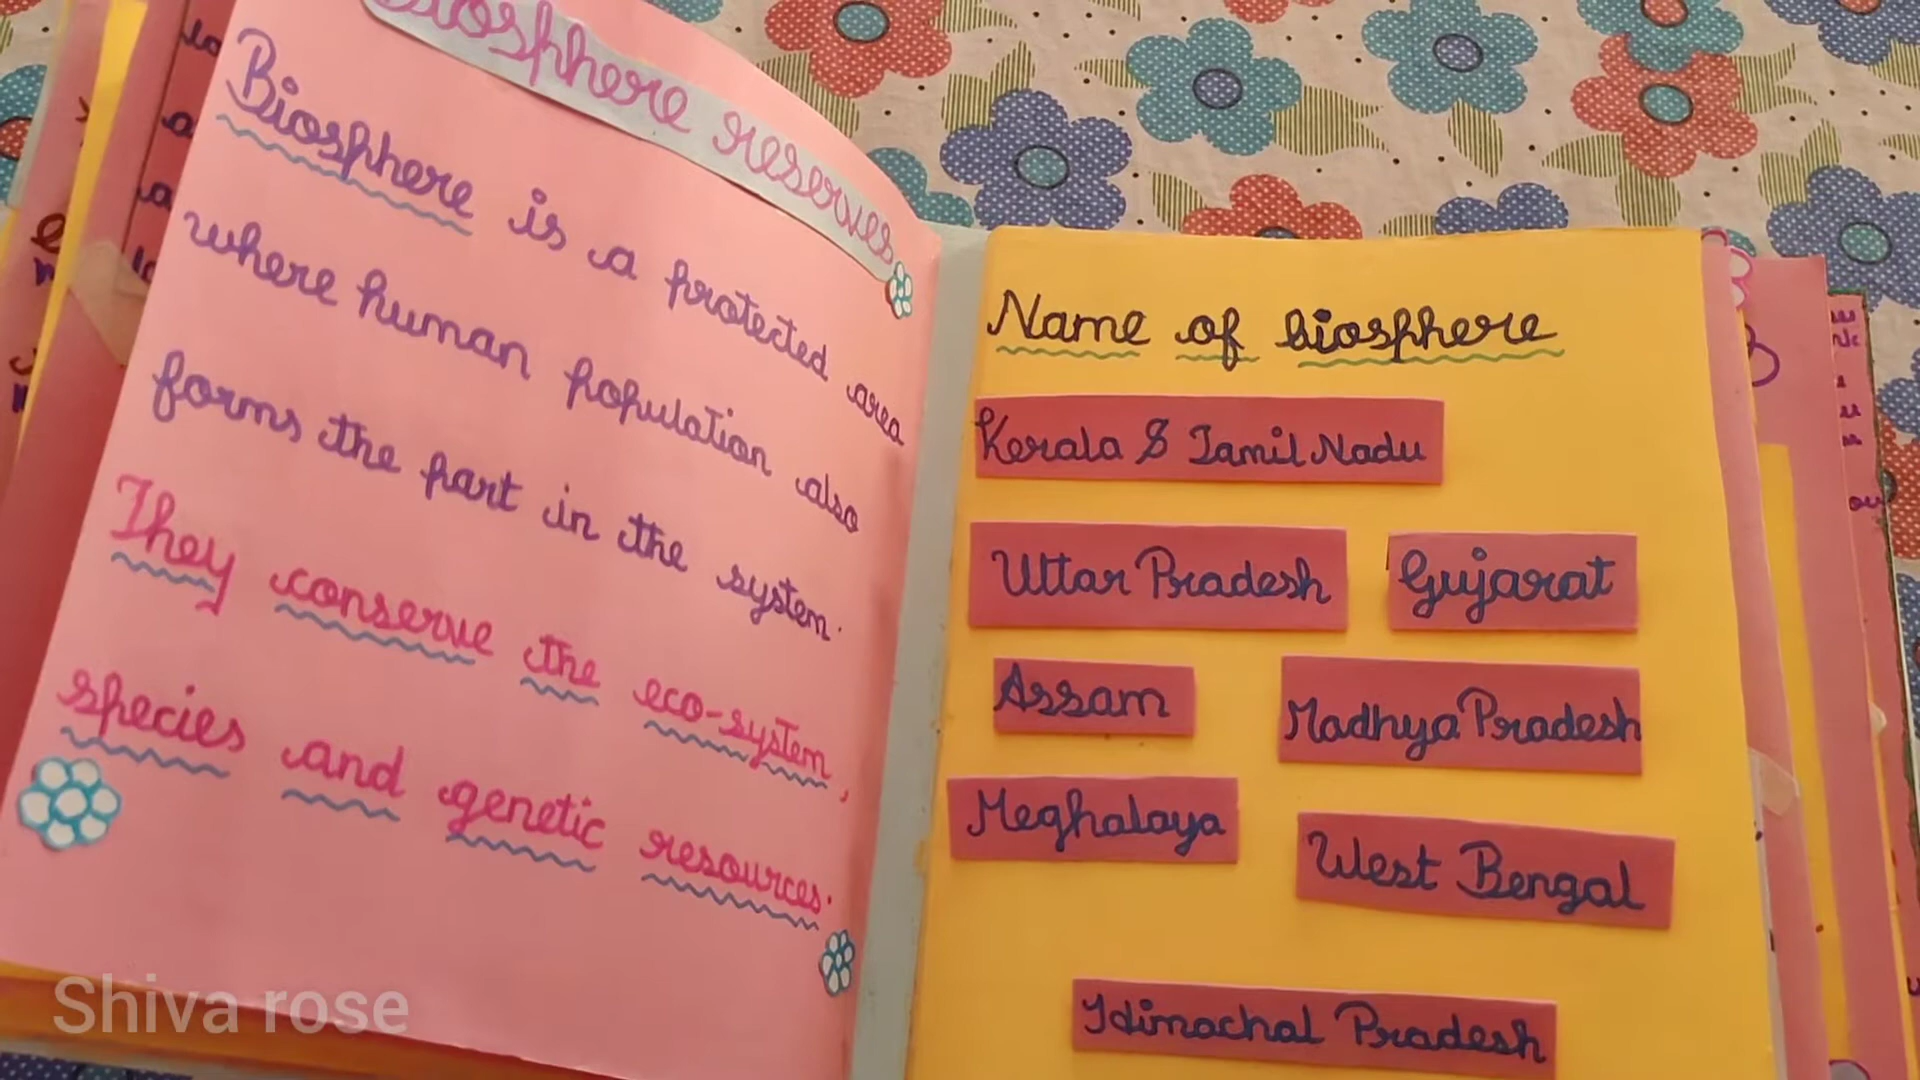 Biosphere reserves
Biosphere is a protected area
where human population also
forms the part in the system.
They conserve the eco-system,
species and genetic resources.
Name of biosphere
Kerala & Tamil Nadu
Uttar Pradesh
Gujarat
Assam
Madhya Pradesh
Meghalaya
West Bengal
Himachal Pradesh
Shiva rose